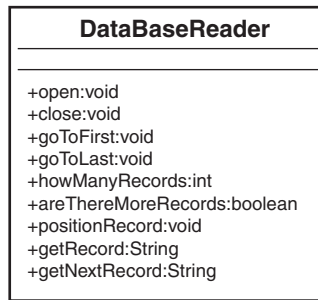 DataBaseReader
+open:void
+close:void
+goToFirst:void
+goToLast:void
+howManyRecords:int
+areThereMoreRecords:boolean
+positionRecord:void
+getRecord:String
+getNextRecord:String